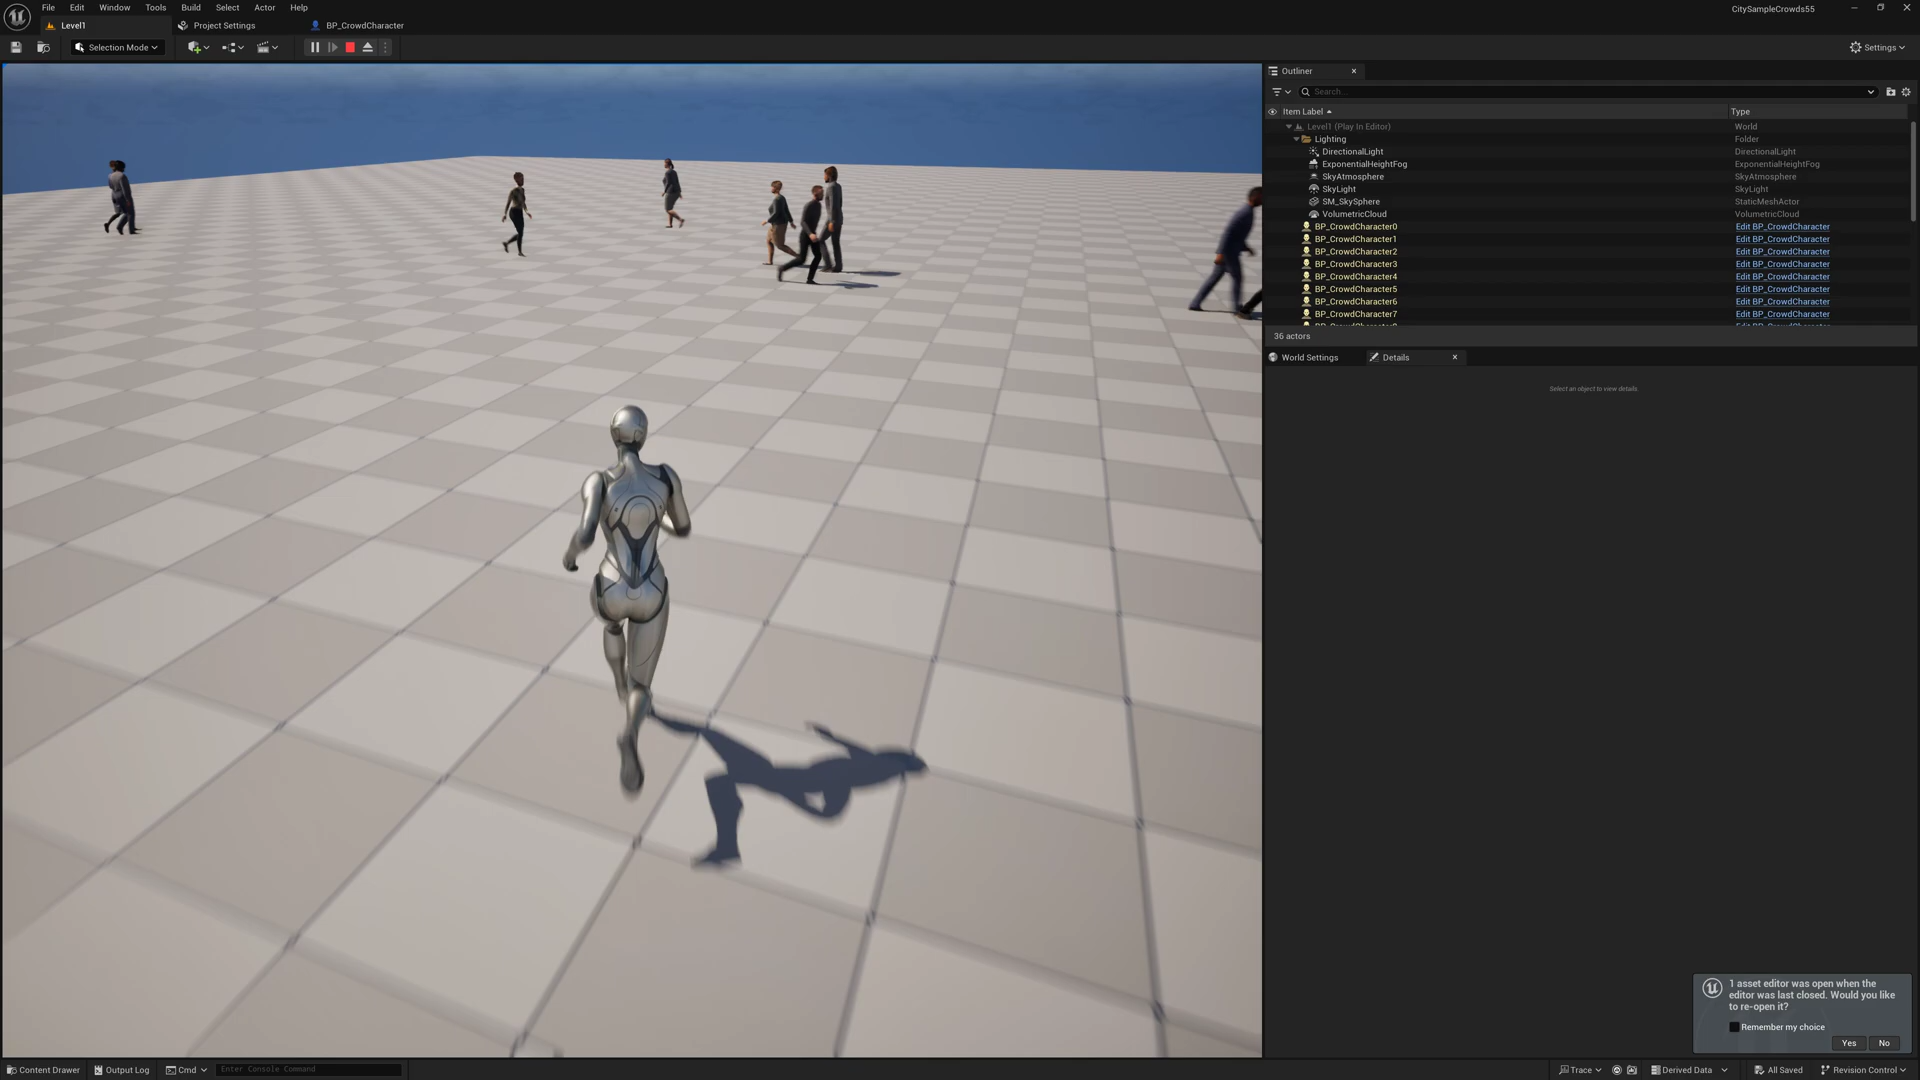 File Edit Window Tools Build Select Actor Help
CitySampleCrowds55
Level1
Project Settings
BP_CrowdCharacter
Selection Mode
Settings
Outliner
Search...
Item Label
Type
Level1 (Play In Editor)
World
Lighting
Folder
DirectionalLight
DirectionalLight
ExponentialHeightFog
ExponentialHeightFog
SkyAtmosphere
SkyAtmosphere
SkyLight
SkyLight
SM_SkySphere
StaticMeshActor
VolumetricCloud
VolumetricCloud
BP_CrowdCharacter0
Edit BP_CrowdCharacter
BP_CrowdCharacter1
Edit BP_CrowdCharacter
BP_CrowdCharacter2
Edit BP_CrowdCharacter
BP_CrowdCharacter3
Edit BP_CrowdCharacter
BP_CrowdCharacter4
Edit BP_CrowdCharacter
BP_CrowdCharacter5
Edit BP_CrowdCharacter
BP_CrowdCharacter6
Edit BP_CrowdCharacter
BP_CrowdCharacter7
Edit BP_CrowdCharacter
36 actors
World Settings
Details
Select an object to view details.
1 asset editor was open when the
editor was last closed. Would you like
to re-open it?
Remember my choice
Yes
No
Content Drawer
Output Log
Cmd
Enter Console Command
Trace
Derived Data
All Saved
Revision Control